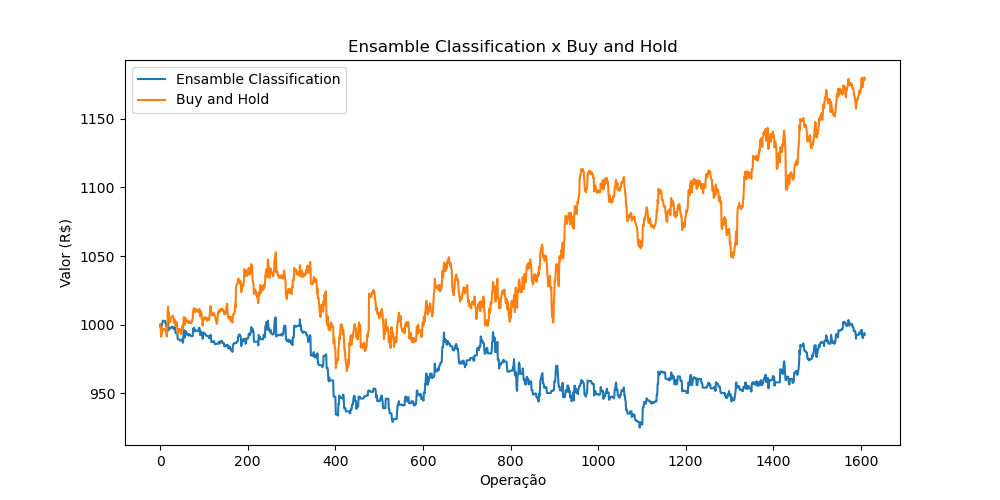 Ensamble Classification x Buy and Hold
Ensamble Classification
Buy and Hold
Valor (R$)
1150
1100
1050
1000
950
0 200 400 600 800 1000 1200 1400 1600
Operação